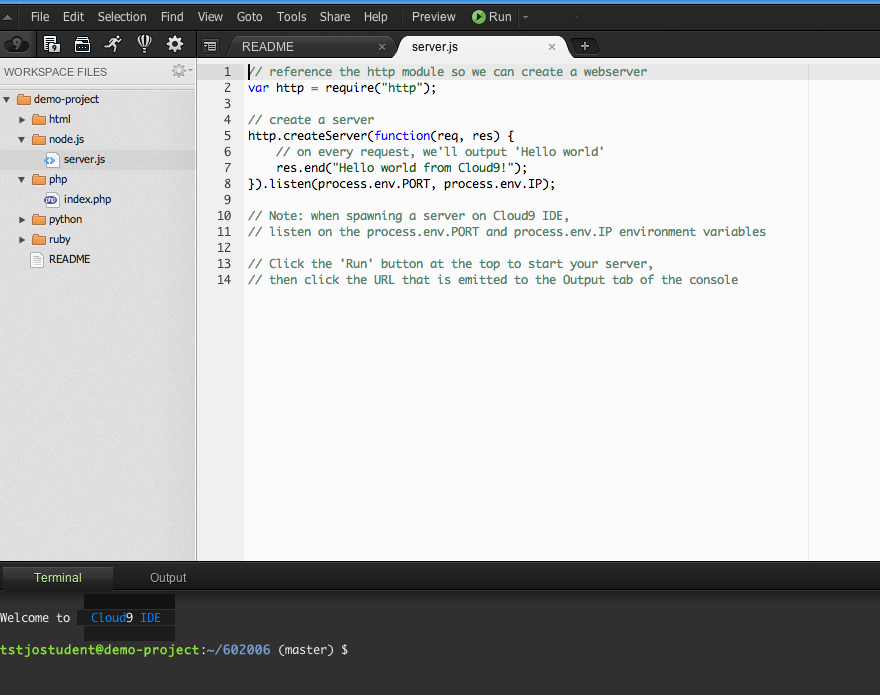 File Edit Selection Find View Goto Tools Share Help Preview Run
README server.js
WORKSPACE FILES
demo-project
html
node.js
server.js
php
index.php
python
ruby
README
1 // reference the http module so we can create a webserver
2 var http = require("http");
3
4 // create a server
5 http.createServer(function(req, res) {
6 // on every request, we'll output 'Hello world'
7 res.end("Hello world from Cloud9!");
8 }).listen(process.env.PORT, process.env.IP);
9
10 // Note: when spawning a server on Cloud9 IDE,
11 // listen on the process.env.PORT and process.env.IP environment variables
12
13 // Click the 'Run' button at the top to start your server,
14 // then click the URL that is emitted to the Output tab of the console
Terminal Output
Welcome to Cloud9 IDE
tstjostudent@demo-project:~/602006 (master) $